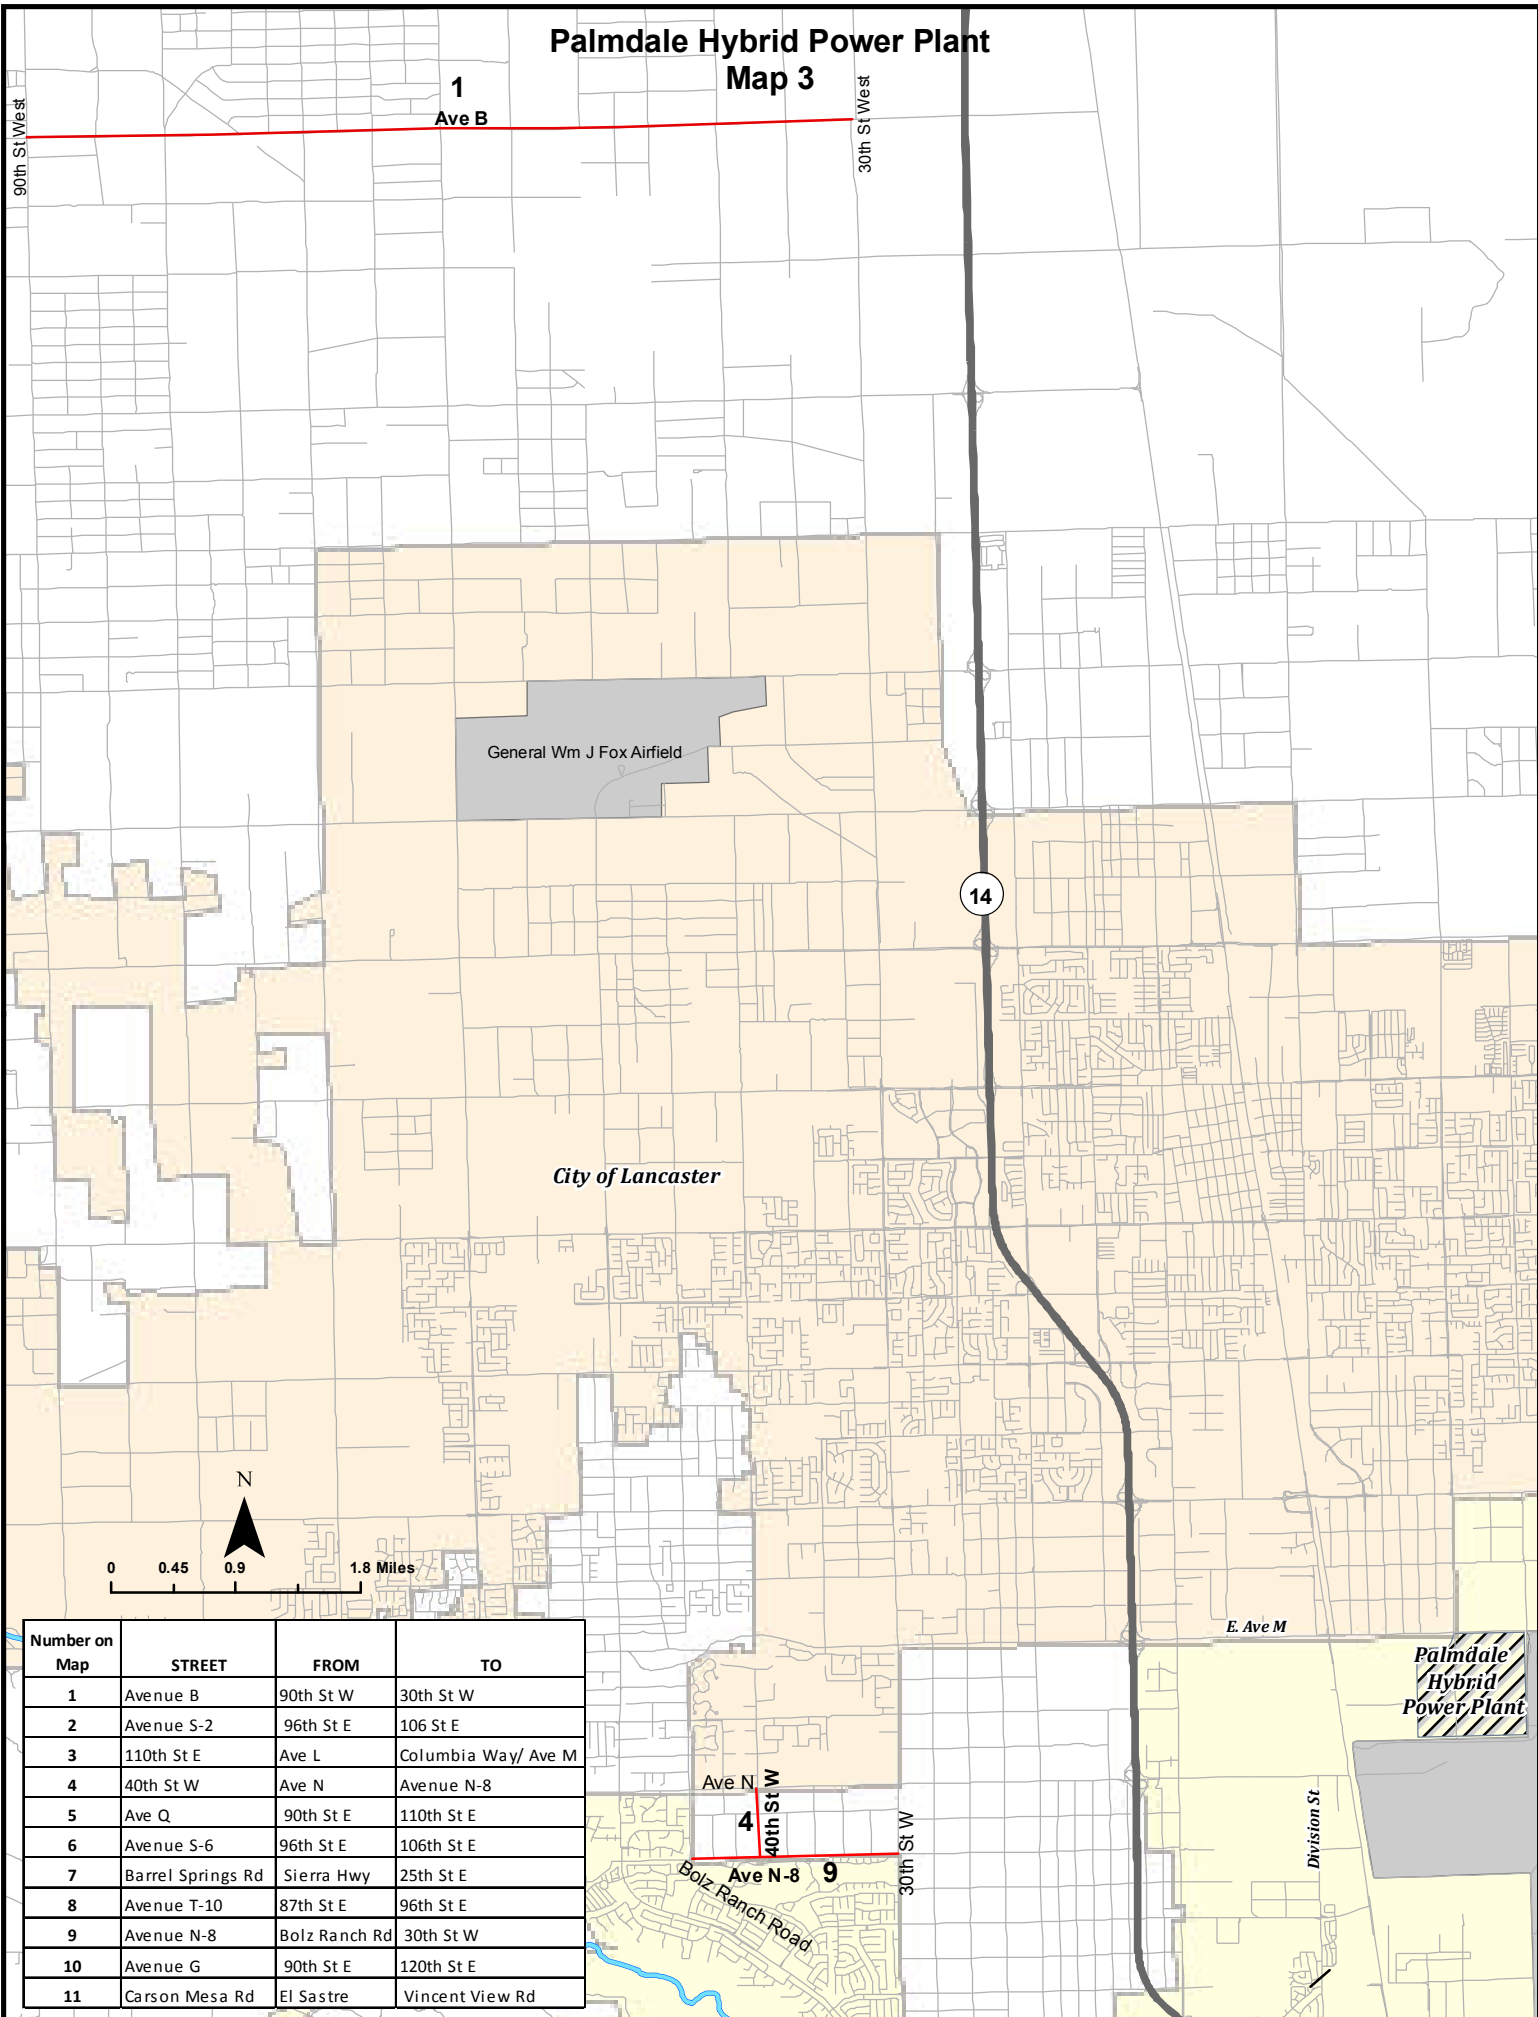 Palmdale Hybrid Power Plant
Map 3
90th St West
1
Ave B
30th St West
General Wm J Fox Airfield
14
City of Lancaster
N
0 0.45 0.9 1.8 Miles
E. Ave M
Palmdale
Hybrid
Power Plant
Ave N
40th St W
4
Ave N-8 9
30th St W
Bolz Ranch Road
Division St
Number on Map STREET FROM TO
1 Avenue B 90th St W 30th St W
2 Avenue S-2 96th St E 106 St E
3 110th St E Ave L Columbia Way/ Ave M
4 40th St W Ave N Avenue N-8
5 Ave Q 90th St E 110th St E
6 Avenue S-6 96th St E 106th St E
7 Barrel Springs Rd Sierra Hwy 25th St E
8 Avenue T-10 87th St E 96th St E
9 Avenue N-8 Bolz Ranch Rd 30th St W
10 Avenue G 90th St E 120th St E
11 Carson Mesa Rd El Sastre Vincent View Rd